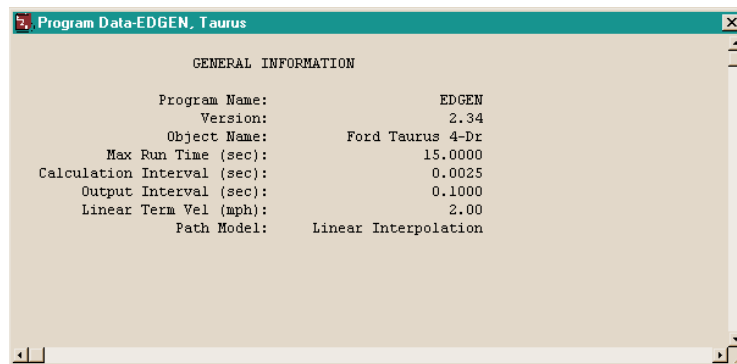 Program Data-EDGEN, Taurus
GENERAL INFORMATION
Program Name: EDGEN
Version: 2.34
Object Name: Ford Taurus 4-Dr
Max Run Time (sec): 15.0000
Calculation Interval (sec): 0.0025
Output Interval (sec): 0.1000
Linear Term Vel (mph): 2.00
Path Model: Linear Interpolation